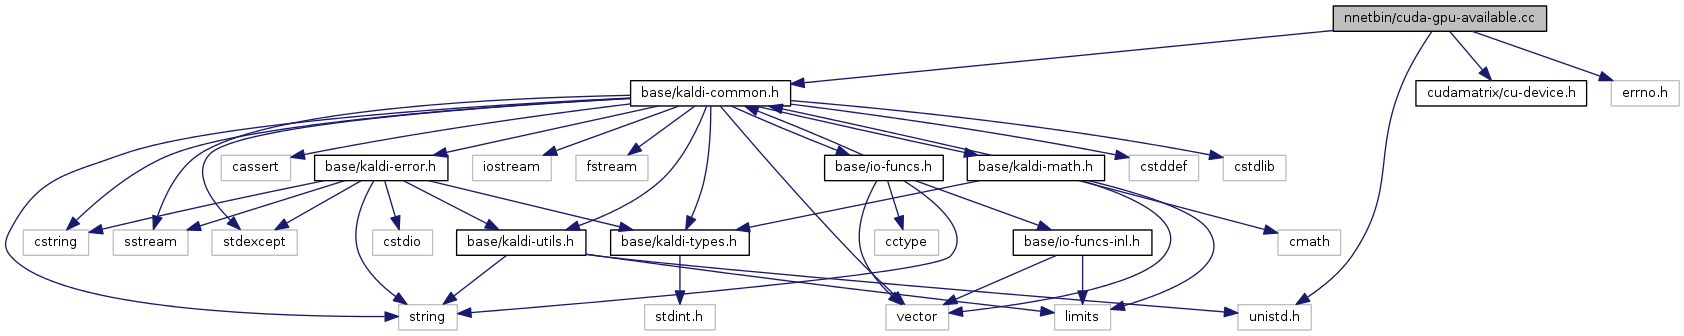 nnetbin/cuda-gpu-available.cc
base/kaldi-common.h
cudamatrix/cu-device.h
errno.h
cassert
base/kaldi-error.h
iostream
fstream
base/io-funcs.h
base/kaldi-math.h
cstddef
cstdlib
cstring
sstream
stdexcept
cstdio
base/kaldi-utils.h
base/kaldi-types.h
cctype
base/io-funcs-inl.h
cmath
string
stdint.h
vector
limits
unistd.h